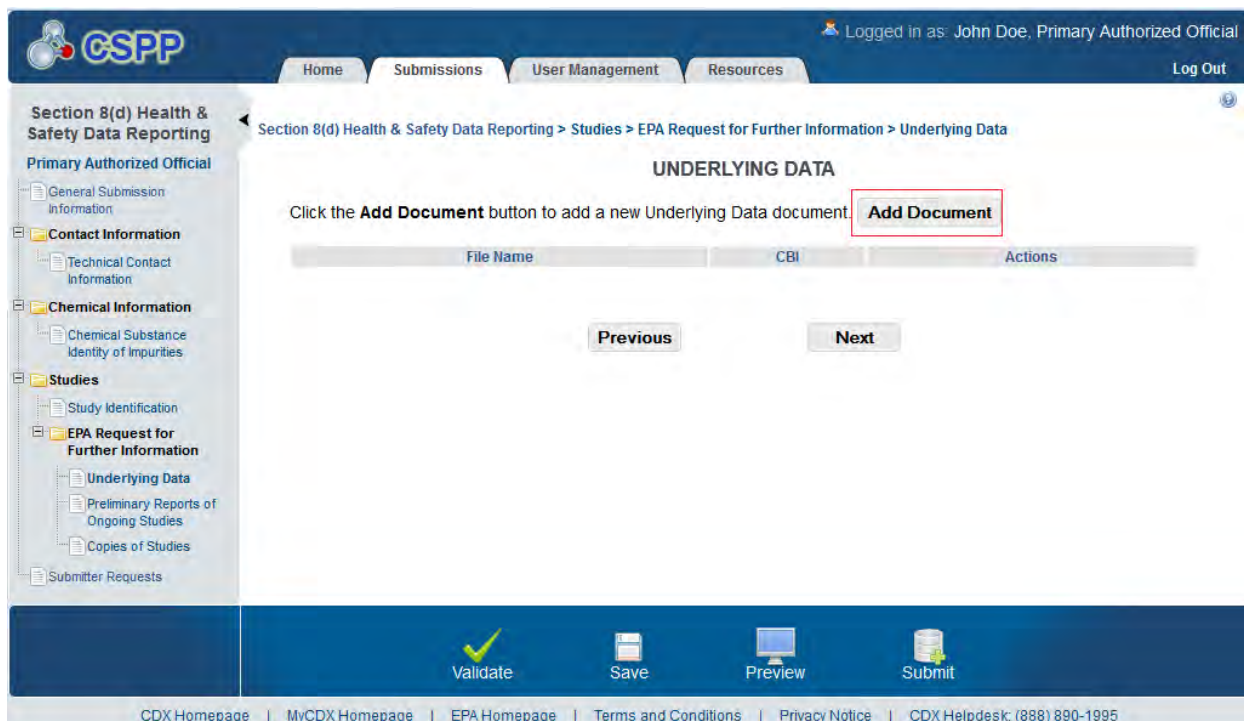 CSPP
Logged in as: John Doe, Primary Authorized Official
Home Submissions User Management Resources
Log Out
Section 8(d) Health &
Safety Data Reporting
Primary Authorized Official
General Submission
Information
Contact Information
Technical Contact
Information
Chemical Information
Chemical Substance
Identity of Impurities
Studies
Study Identification
EPA Request for
Further Information
Underlying Data
Preliminary Reports of
Ongoing Studies
Copies of Studies
Submitter Requests
Section 8(d) Health & Safety Data Reporting > Studies > EPA Request for Further Information > Underlying Data
UNDERLYING DATA
Click the Add Document button to add a new Underlying Data document. Add Document
File Name CBI Actions
Previous Next
Validate Save Preview Submit
CDX Homepage | MyCDX Homepage | EPA Homepage | Terms and Conditions | Privacy Notice | CDX Helpdesk: (888) 890-1995